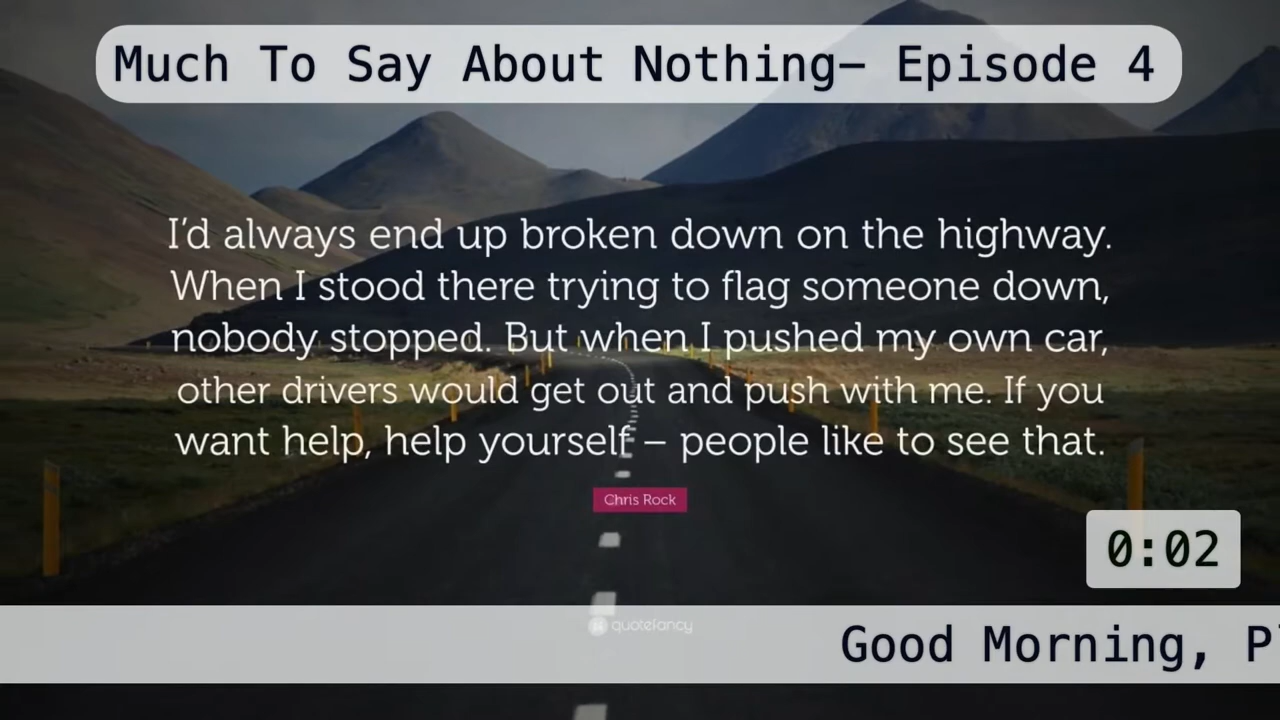 Much To Say About Nothing– Episode 4
I’d always end up broken down on the highway.
When I stood there trying to flag someone down,
nobody stopped. But when I pushed my own car,
other drivers would get out and push with me. If you
want help, help yourself – people like to see that.
Chris Rock
0:02
quotefancy
Good Morning,